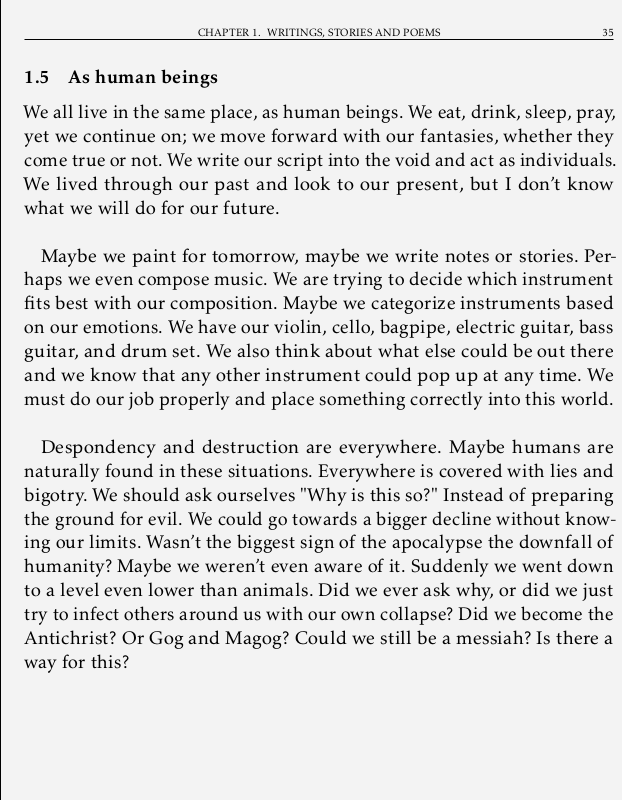 CHAPTER 1. WRITINGS, STORIES AND POEMS 35
1.5 As human beings
We all live in the same place, as human beings. We eat, drink, sleep, pray,
yet we continue on; we move forward with our fantasies, whether they
come true or not. We write our script into the void and act as individuals.
We lived through our past and look to our present, but I don’t know
what we will do for our future.
Maybe we paint for tomorrow, maybe we write notes or stories. Per-
haps we even compose music. We are trying to decide which instrument
fits best with our composition. Maybe we categorize instruments based
on our emotions. We have our violin, cello, bagpipe, electric guitar, bass
guitar, and drum set. We also think about what else could be out there
and we know that any other instrument could pop up at any time. We
must do our job properly and place something correctly into this world.
Despondency and destruction are everywhere. Maybe humans are
naturally found in these situations. Everywhere is covered with lies and
bigotry. We should ask ourselves "Why is this so?" Instead of preparing
the ground for evil. We could go towards a bigger decline without know-
ing our limits. Wasn’t the biggest sign of the apocalypse the downfall of
humanity? Maybe we weren’t even aware of it. Suddenly we went down
to a level even lower than animals. Did we ever ask why, or did we just
try to infect others around us with our own collapse? Did we become the
Antichrist? Or Gog and Magog? Could we still be a messiah? Is there a
way for this?